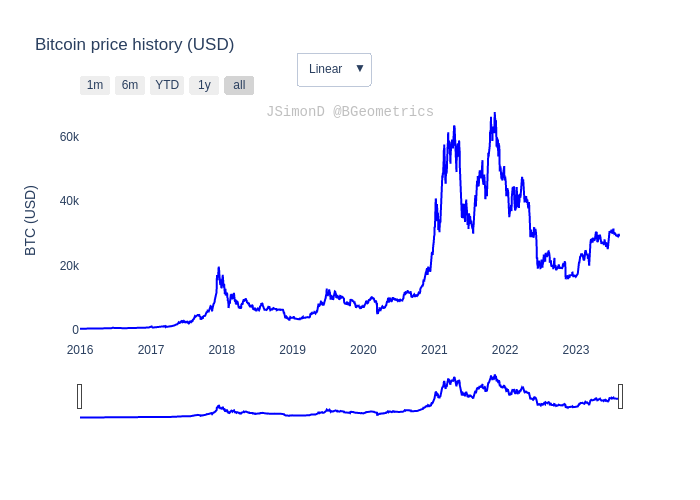 Bitcoin price history (USD)
Linear ▼
1m 6m YTD 1y all
JSimonD @BGeometrics
60k
40k
20k
0
BTC (USD)
2016 2017 2018 2019 2020 2021 2022 2023